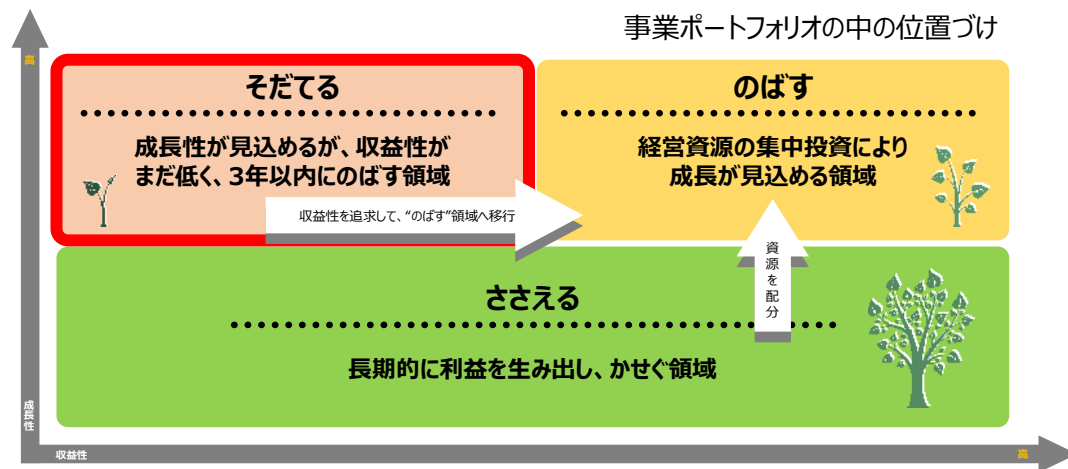 事業ポートフォリオの中の位置づけ
高
そだてる
成長性が見込めるが、収益性が
まだ低く、3年以内にのばす領域
収益性を追求して、“のばす”領域へ移行
のばす
経営資源の集中投資により
成長が見込める領域
資源を配分
ささえる
長期的に利益を生み出し、かせぐ領域
成長性
収益性
高